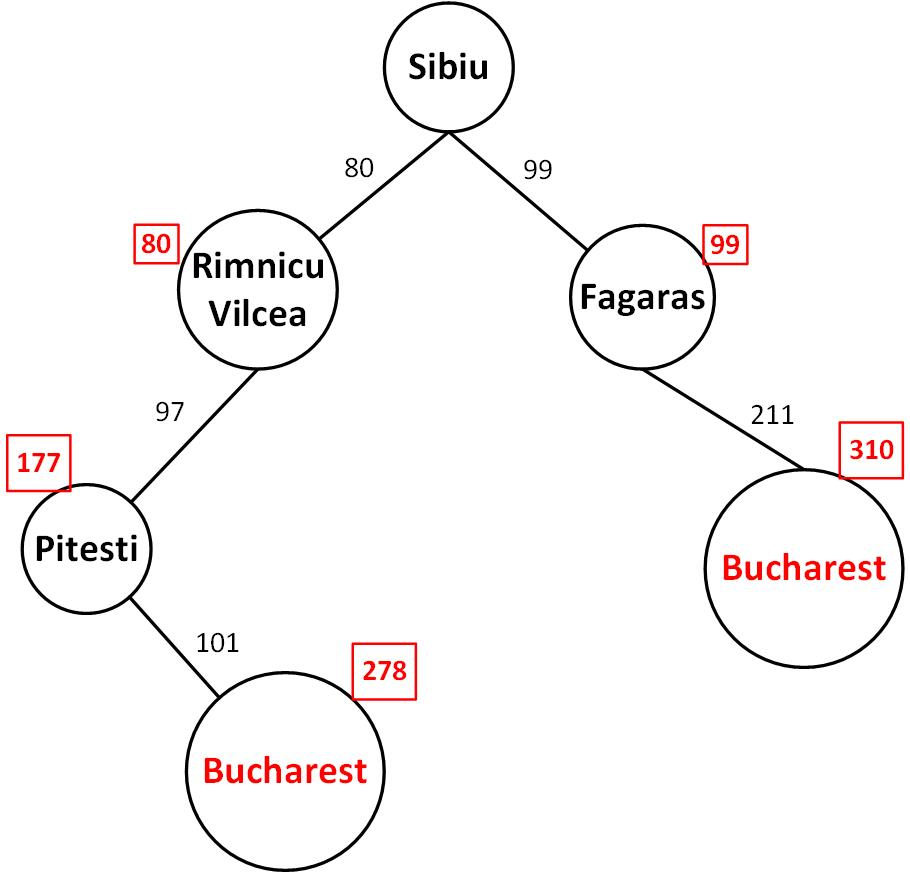 Sibiu
80
99
80
Rimnicu
Vilcea
99
Fagaras
97
211
177
310
Pitesti
Bucharest
101
278
Bucharest